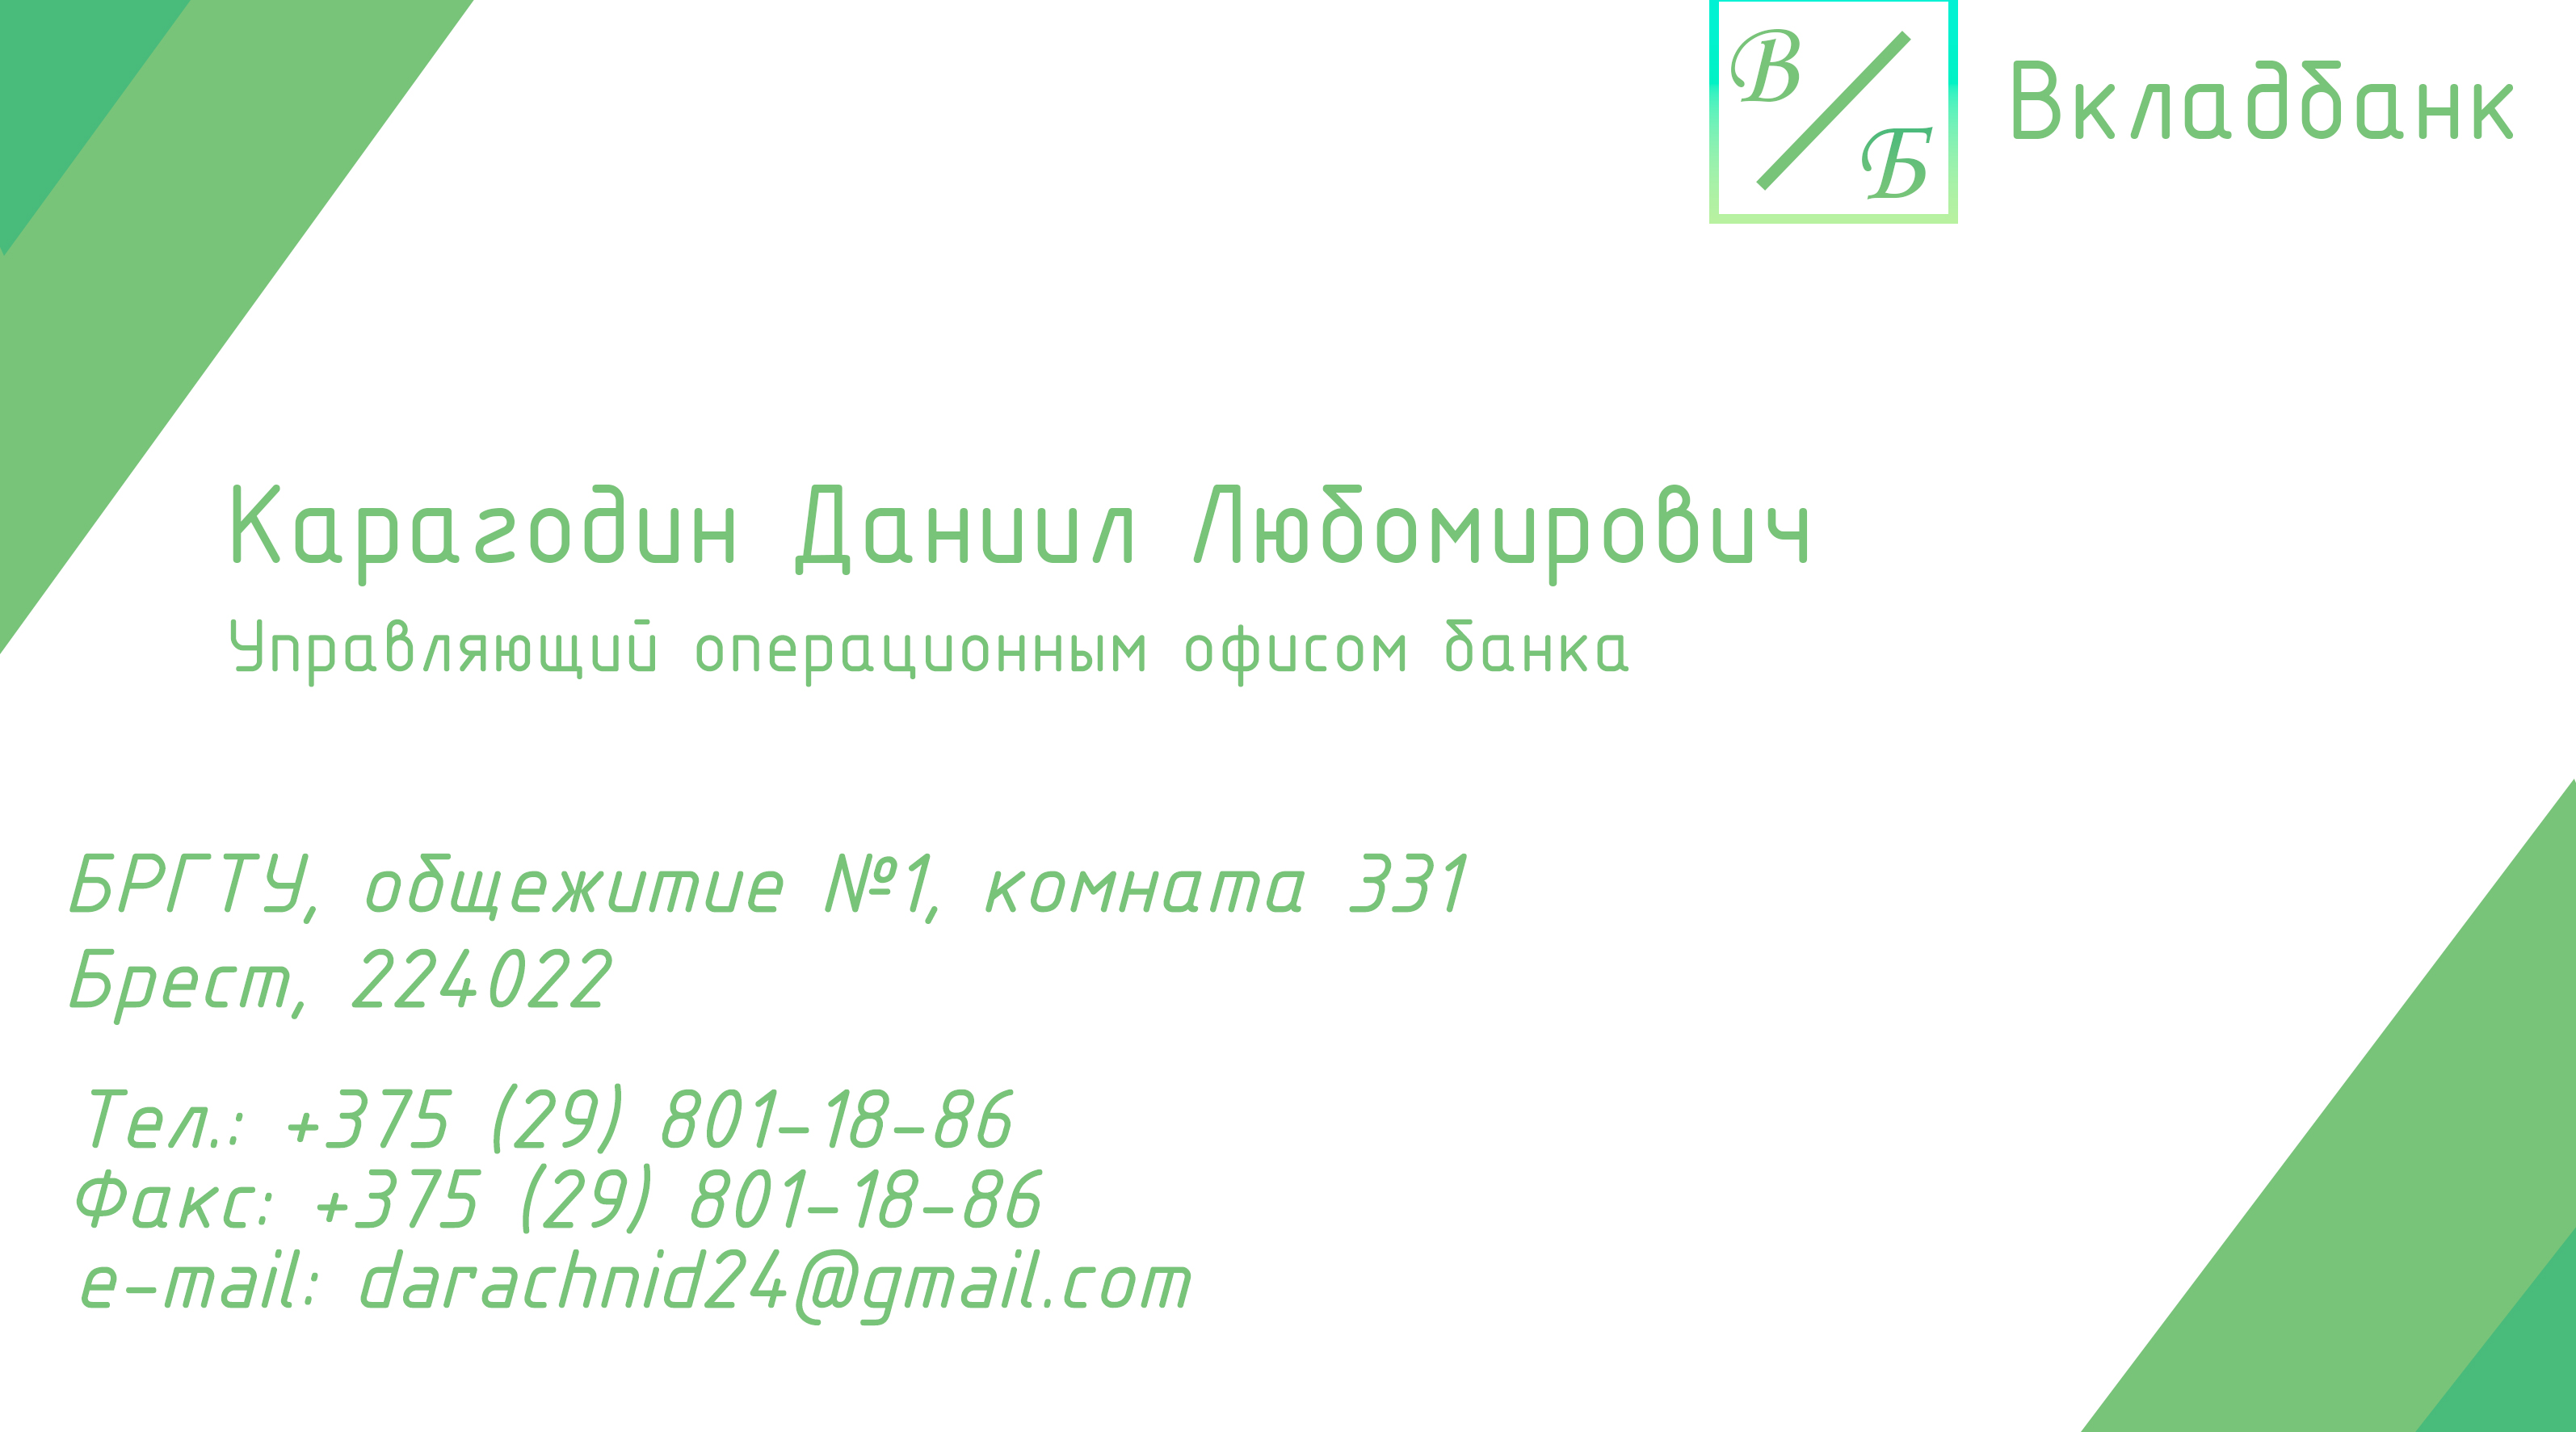 В
Б
Вкладбанк
Карагодин Даниил Любомирович
Управляющий операционным офисом банка
БРГТУ, общежитие №1, комната 331
Брест, 224022
Тел.: +375 (29) 801-18-86
Факс: +375 (29) 801-18-86
e-mail: darachnid24@gmail.com